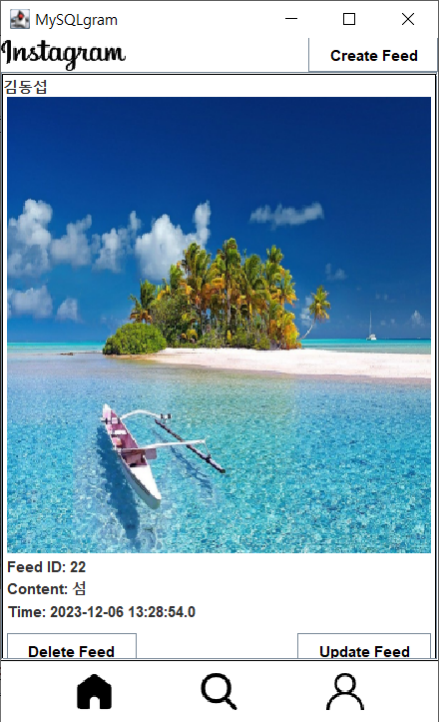 MySQLgram
Instagram
Create Feed
김동섭
Feed ID: 22
Content: 섬
Time: 2023-12-06 13:28:54.0
Delete Feed
Update Feed